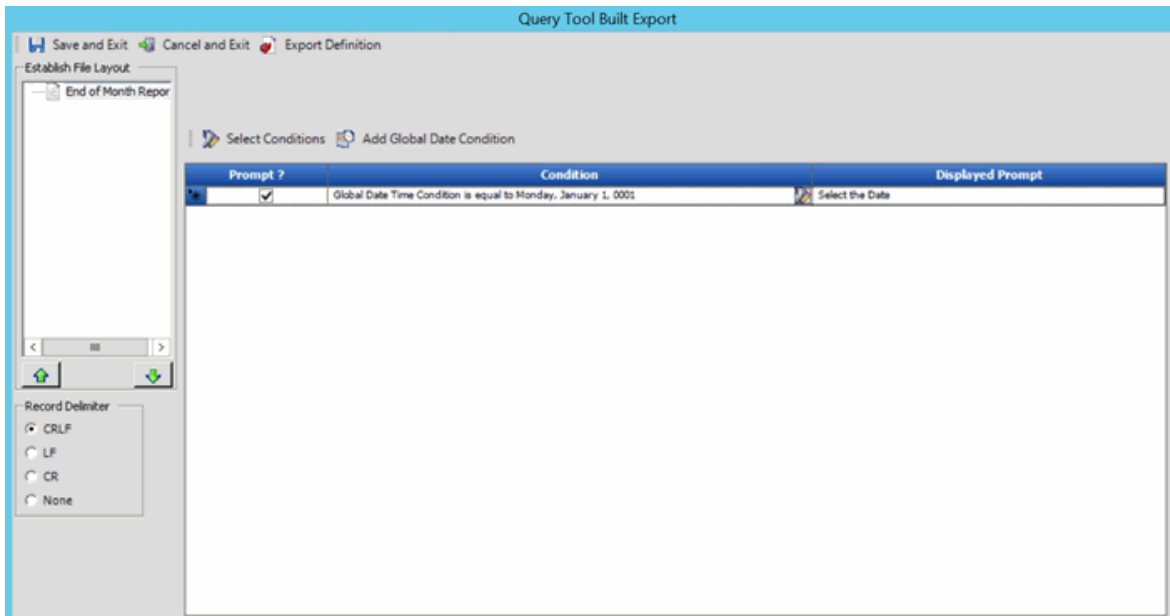 Query Tool Built Export
Save and Exit Cancel and Exit Export Definition
Establish File Layout
End of Month Repor
Select Conditions Add Global Date Condition
Prompt ? Condition Displayed Prompt
Global Date Time Condition is equal to Monday, January 1, 0001 Select the Date
Record Delimiter
CRLF
LF
CR
None